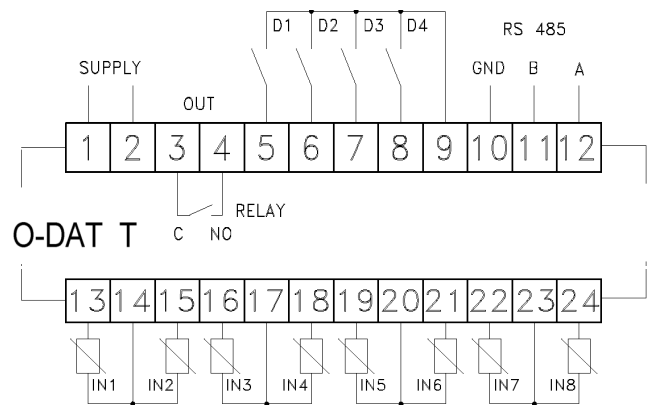 D1 D2 D3 D4 RS 485
SUPPLY GND B A
OUT
1 2 3 4 5 6 7 8 9 10 11 12
RELAY
O-DAT T C NO
13 14 15 16 17 18 19 20 21 22 23 24
IN1 IN2 IN3 IN4 IN5 IN6 IN7 IN8